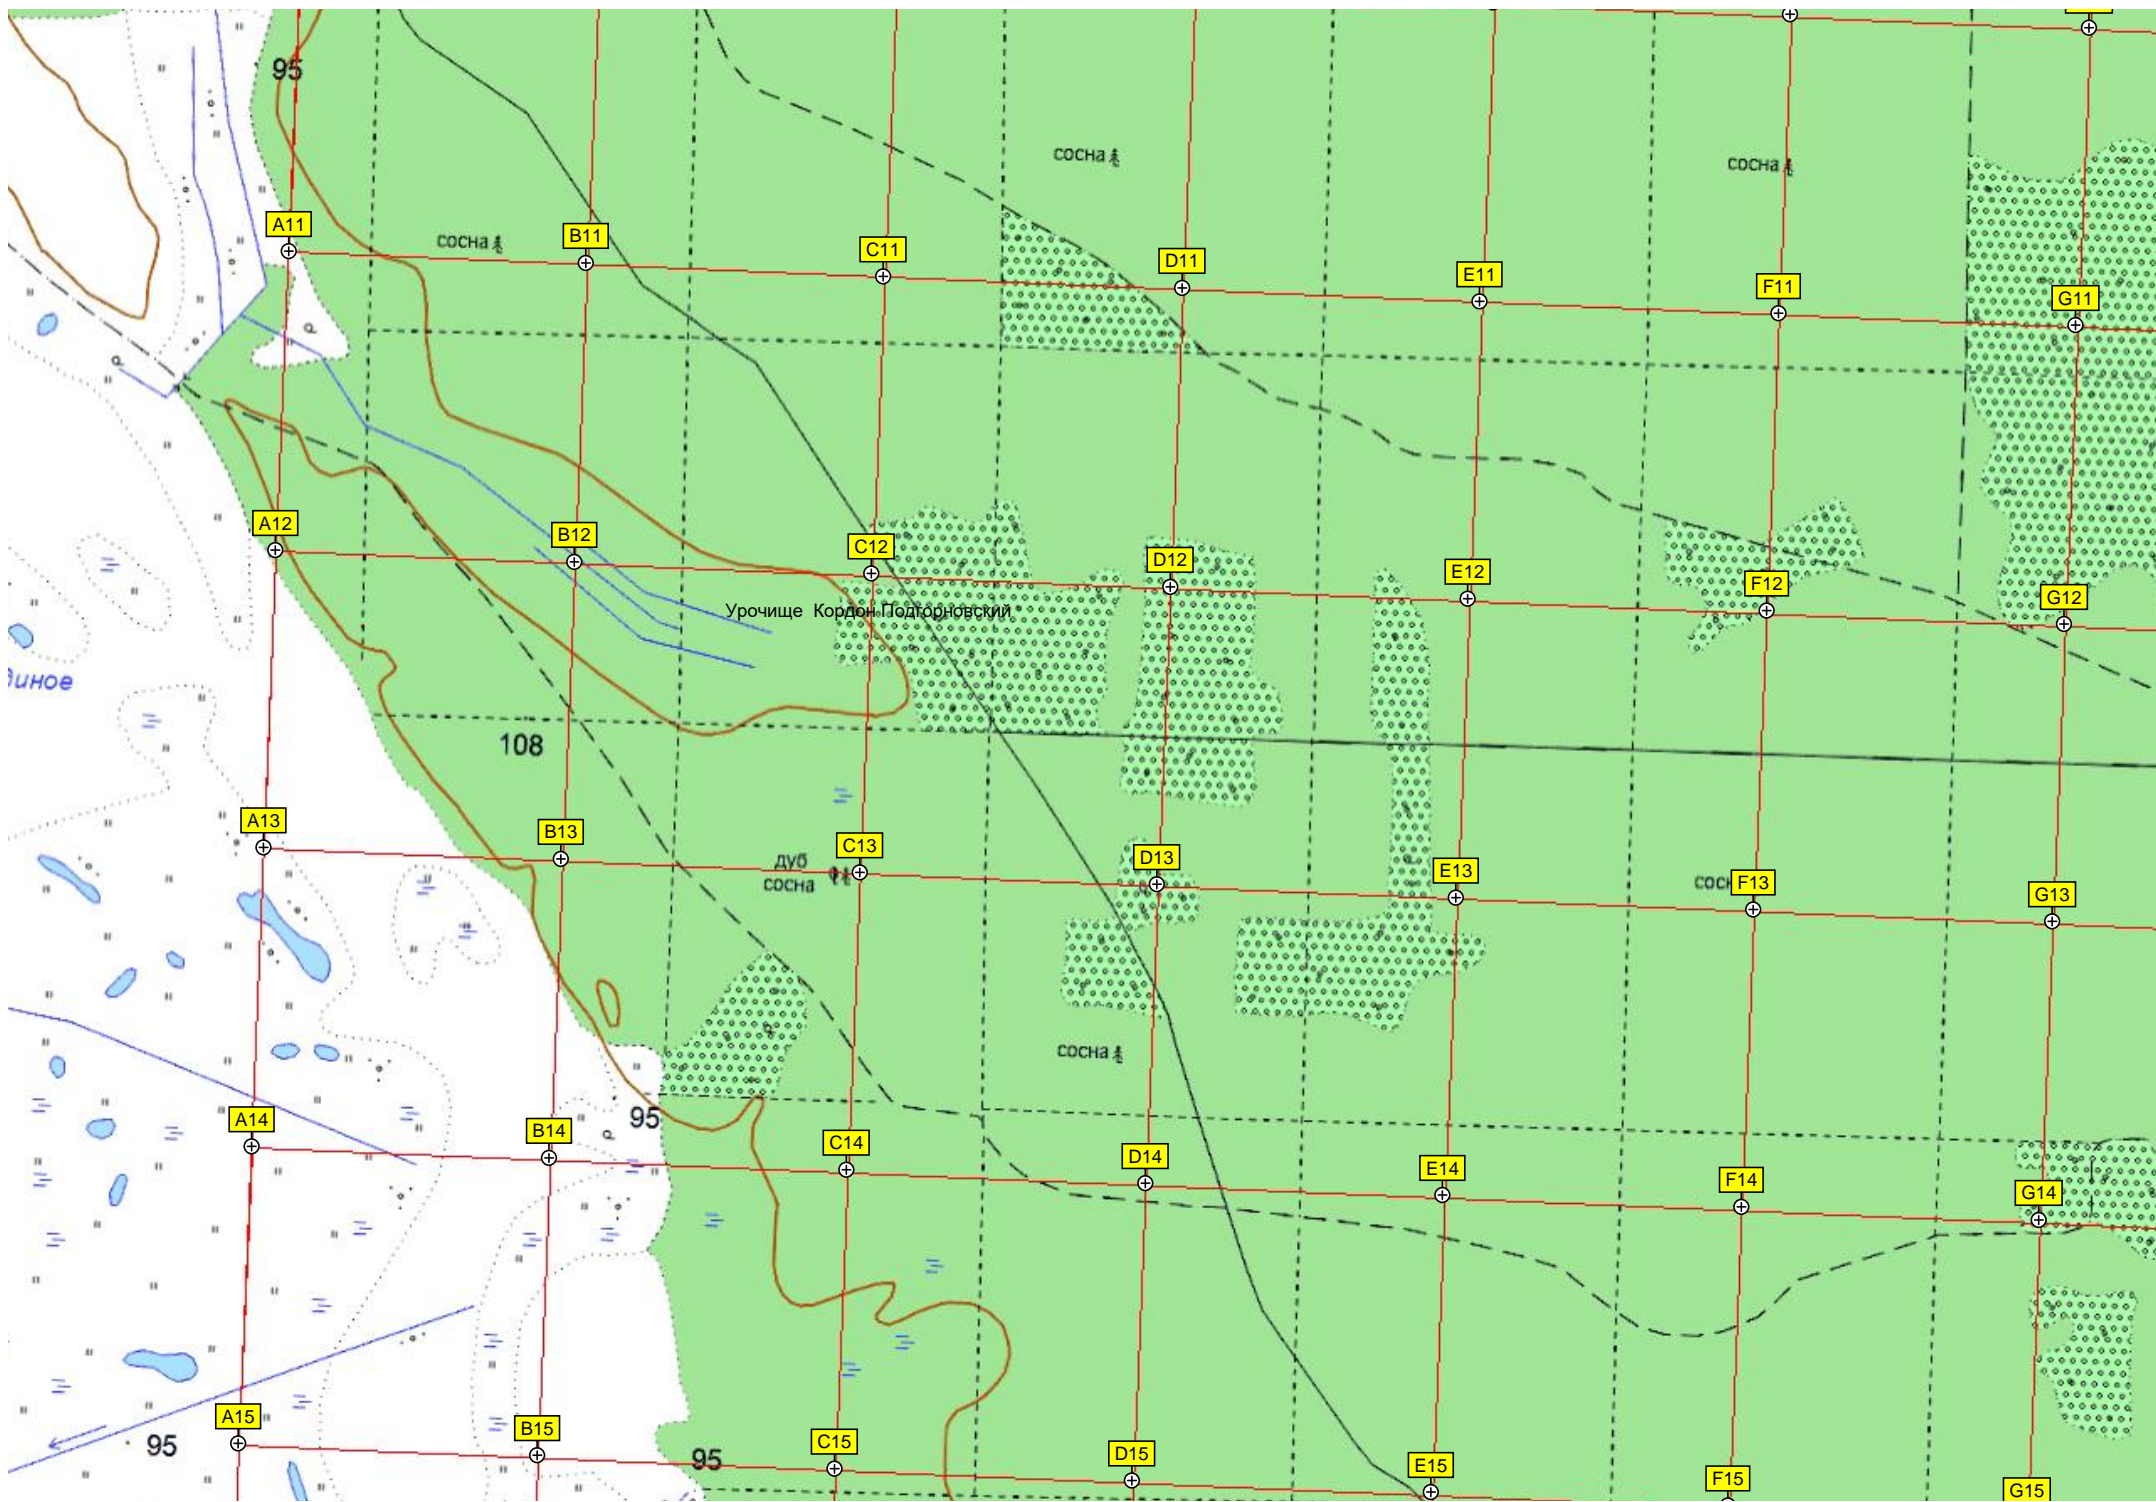 95
сосна
сосна
A11
B11
сосна
C11
D11
E11
F11
G11
A12
B12
C12
D12
E12
F12
G12
Урочище Кордон Подгорновский
108
A13
B13
C13
дуб
сосна
D13
E13
F13
G13
сосна
A14
B14
95
C14
D14
E14
F14
G14
A15
95
B15
C15
95
D15
E15
F15
G15